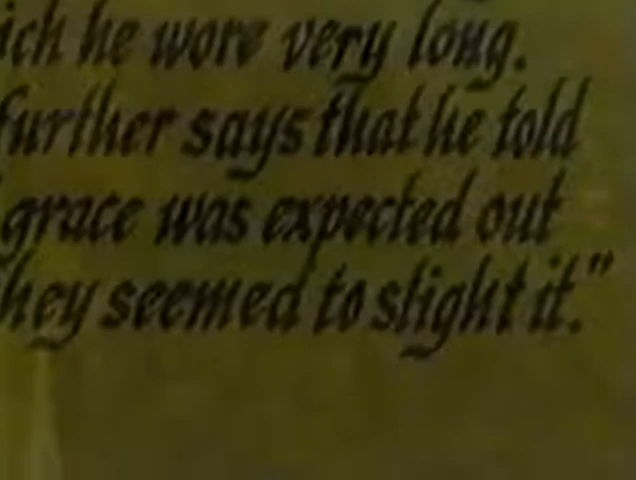 ich he wore very long.
further says that he told
grace was expected out
hey seemed to slight it."